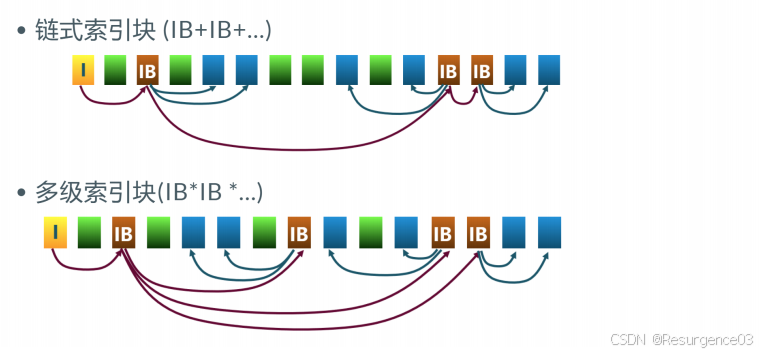 • 链式索引块 (IB+IB+...)
I IB IB IB
• 多级索引块(IB*IB *...)
I IB IB IB IB
CSDN @Resurgence03